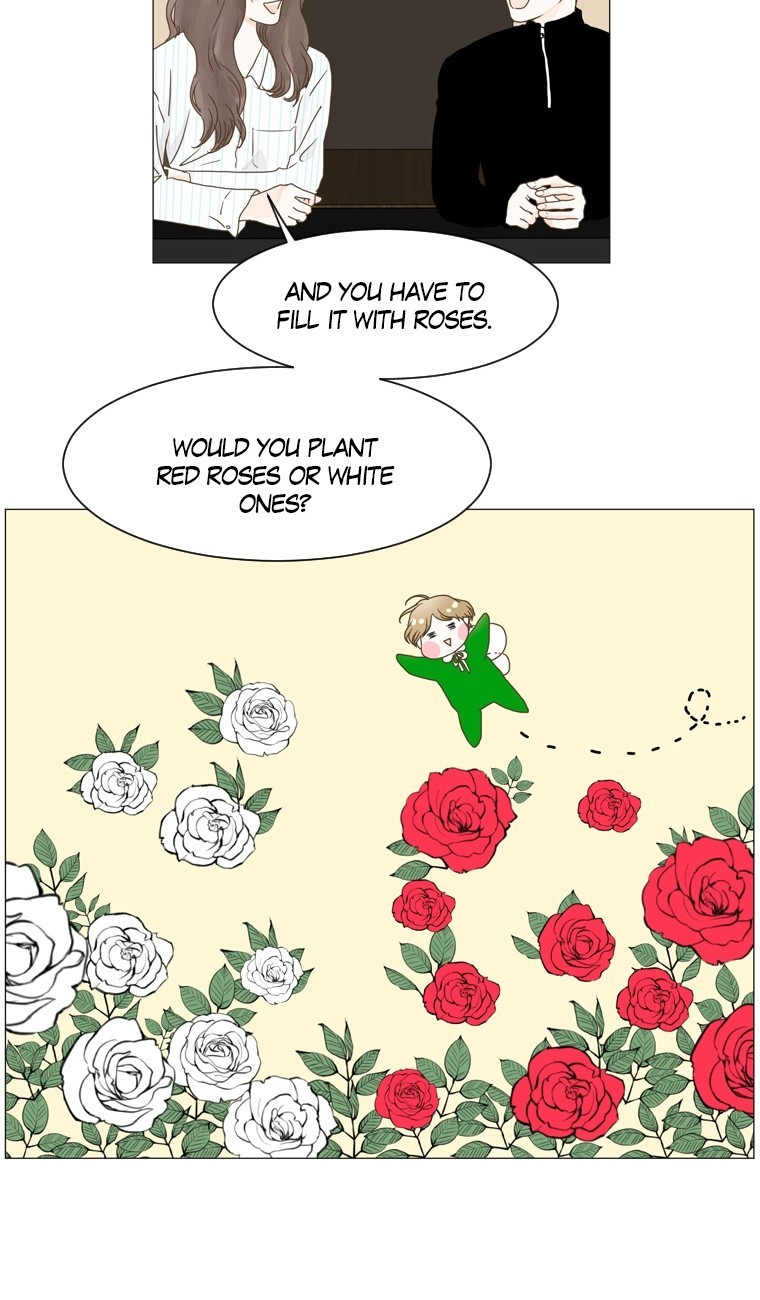 AND YOU HAVE TO
FILL IT WITH ROSES.
WOULD YOU PLANT
RED ROSES OR WHITE
ONES?